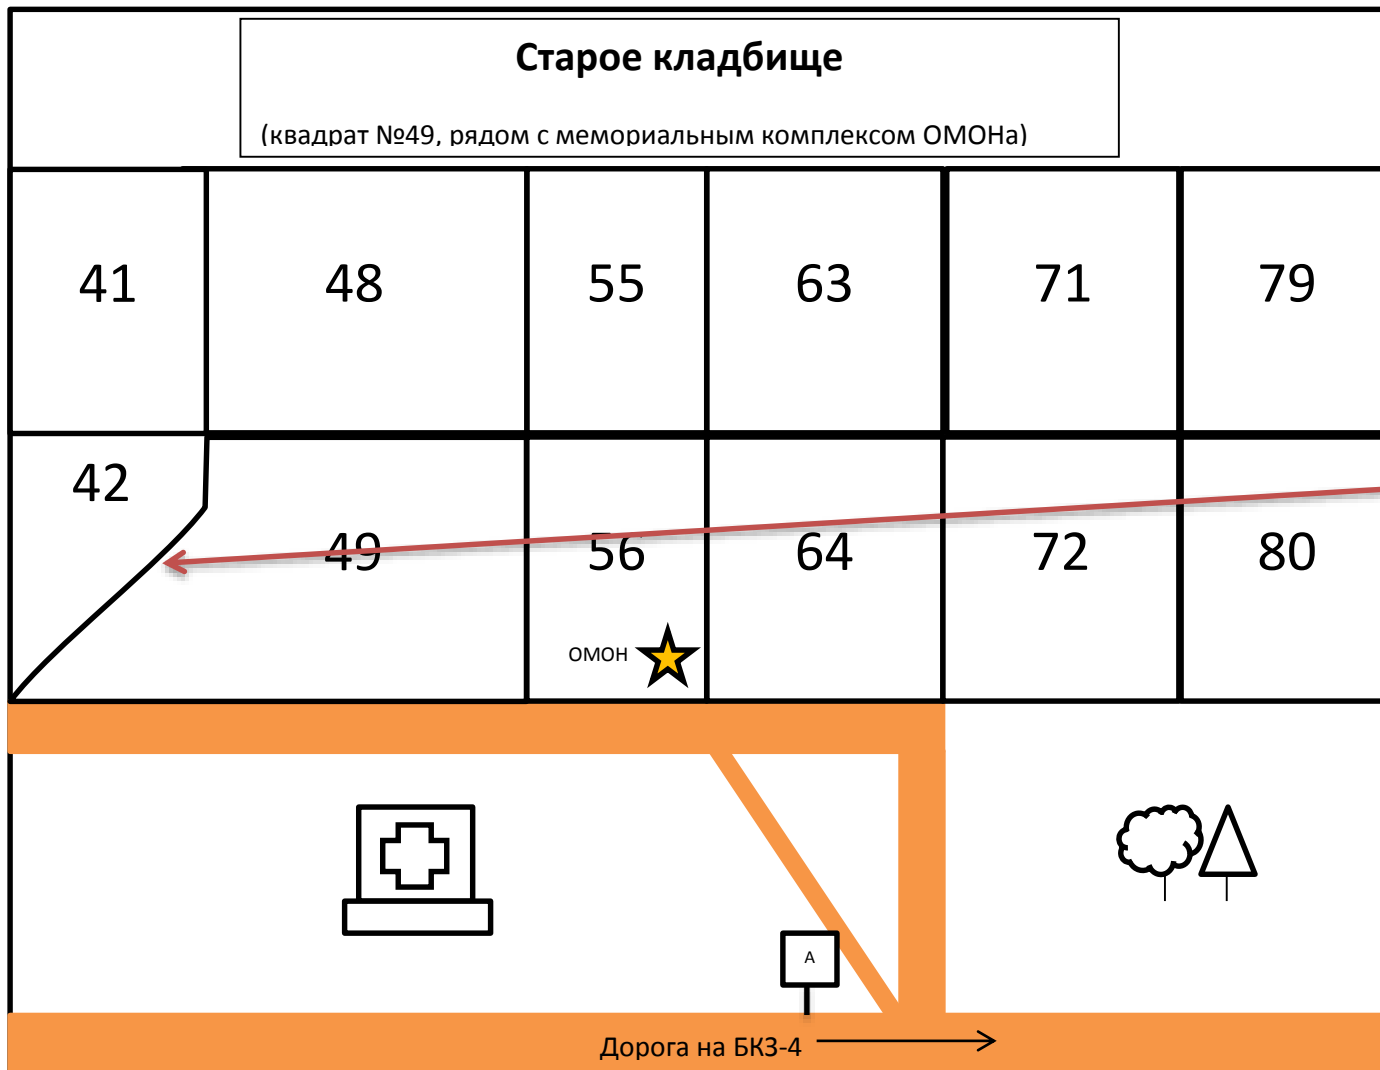 Старое кладбище
(квадрат №49, рядом с мемориальным комплексом ОМОНа)
41 48 55 63 71 79
42
49 56 64 72 80
ОМОН
А
Дорога на БКЗ-4